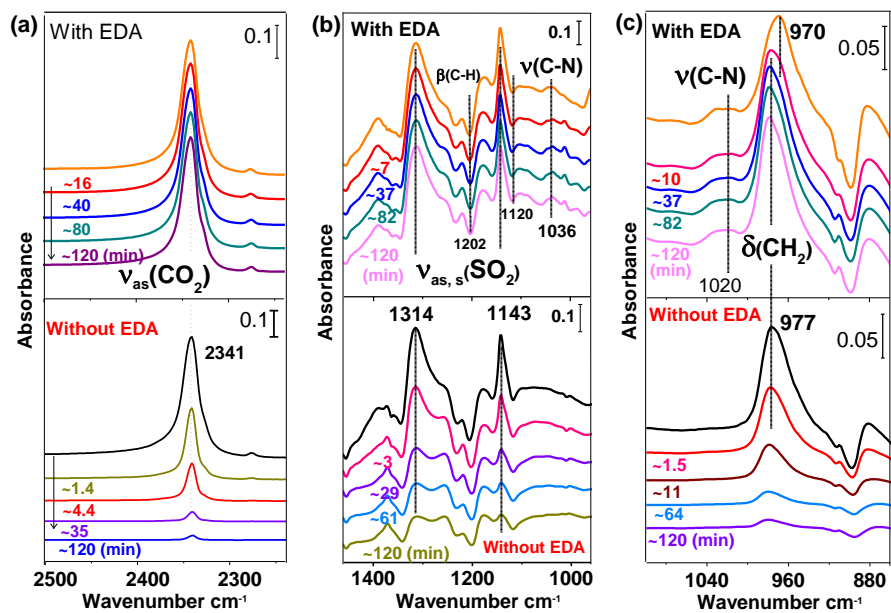 (a)
With EDA
0.1
~16
~40
~80
~120 (min)
νas(CO2)
Without EDA
0.1
2341
~1.4
~4.4
~35
~120 (min)
Absorbance
2500 2400 2300
Wavenumber cm-1
(b)
With EDA
0.1
β(C-H)
ν(C-N)
~7
~37
~82
~120
(min)
1202
1120
1036
νas, s(SO2)
1314
1143
0.1
~3
~29
~61
~120 (min)
Without EDA
Absorbance
1400 1200 1000
Wavenumber cm-1
(c)
With EDA
970
0.05
ν(C-N)
~10
~37
~82
~120
(min)
1020
δ(CH2)
Without EDA
977
0.05
~1.5
~11
~64
~120 (min)
Absorbance
1040 960 880
Wavenumber cm-1